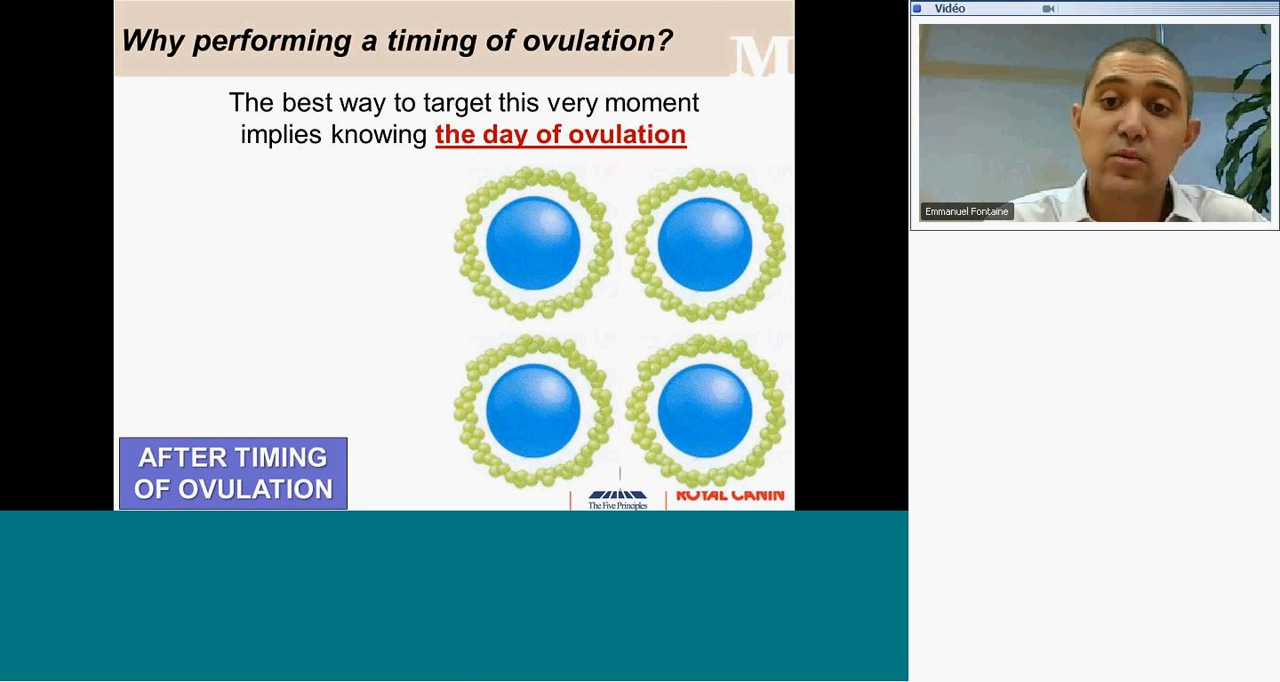 Why performing a timing of ovulation?
M
The best way to target this very moment
implies knowing the day of ovulation
AFTER TIMING
OF OVULATION
The Five Principles
ROYAL CANIN
Vidéo
Emmanuel Fontaine